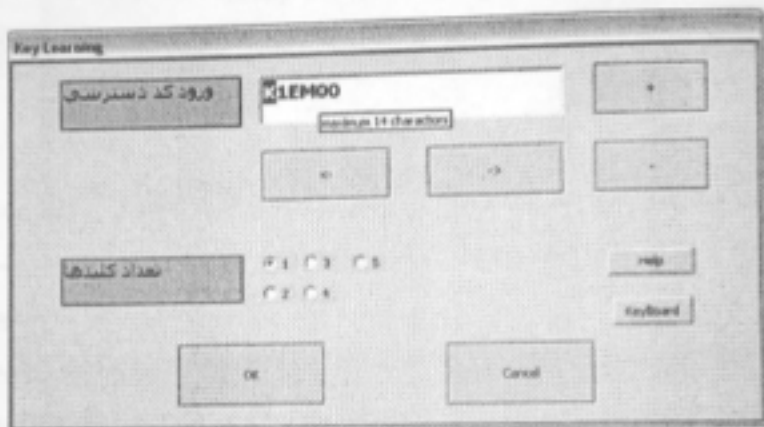 Key Learning
ورود کد دسترسی
K1EM00
+
maximum 14 characters
<-
->
-
تعداد کلیدها
1 3 5
2 4
Help
KeyBoard
OK
Cancel